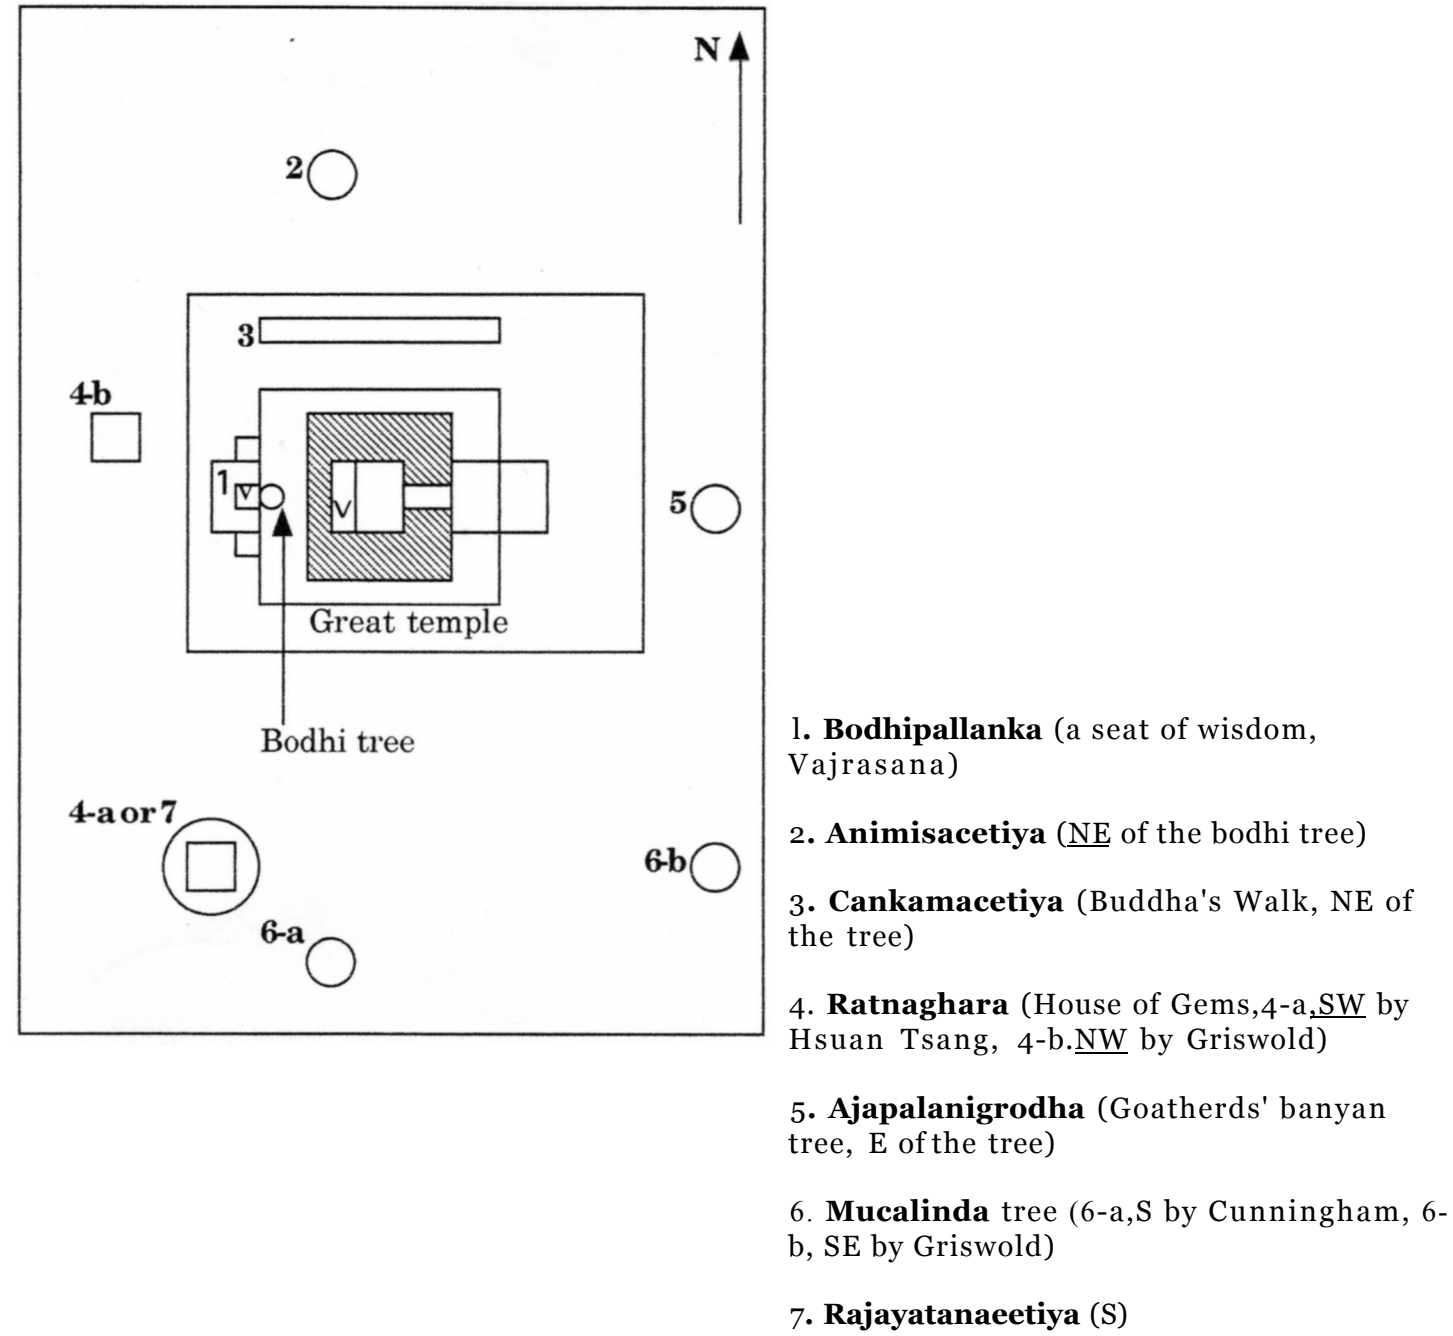 N
2
3
4-b
1
V
V
5
Great temple
Bodhi tree
4-a or 7
6-b
6-a
l. Bodhipallanka (a seat of wisdom,
Vajrasana)
2. Animisacetiya (NE of the bodhi tree)
3. Cankamacetiya (Buddha's Walk, NE of
the tree)
4. Ratnaghara (House of Gems,4-a,SW by
Hsuan Tsang, 4-b.NW by Griswold)
5. Ajapalanigrodha (Goatherds' banyan
tree, E of the tree)
6. Mucalinda tree (6-a,S by Cunningham, 6-
b, SE by Griswold)
7. Rajayatanaeetiya (S)